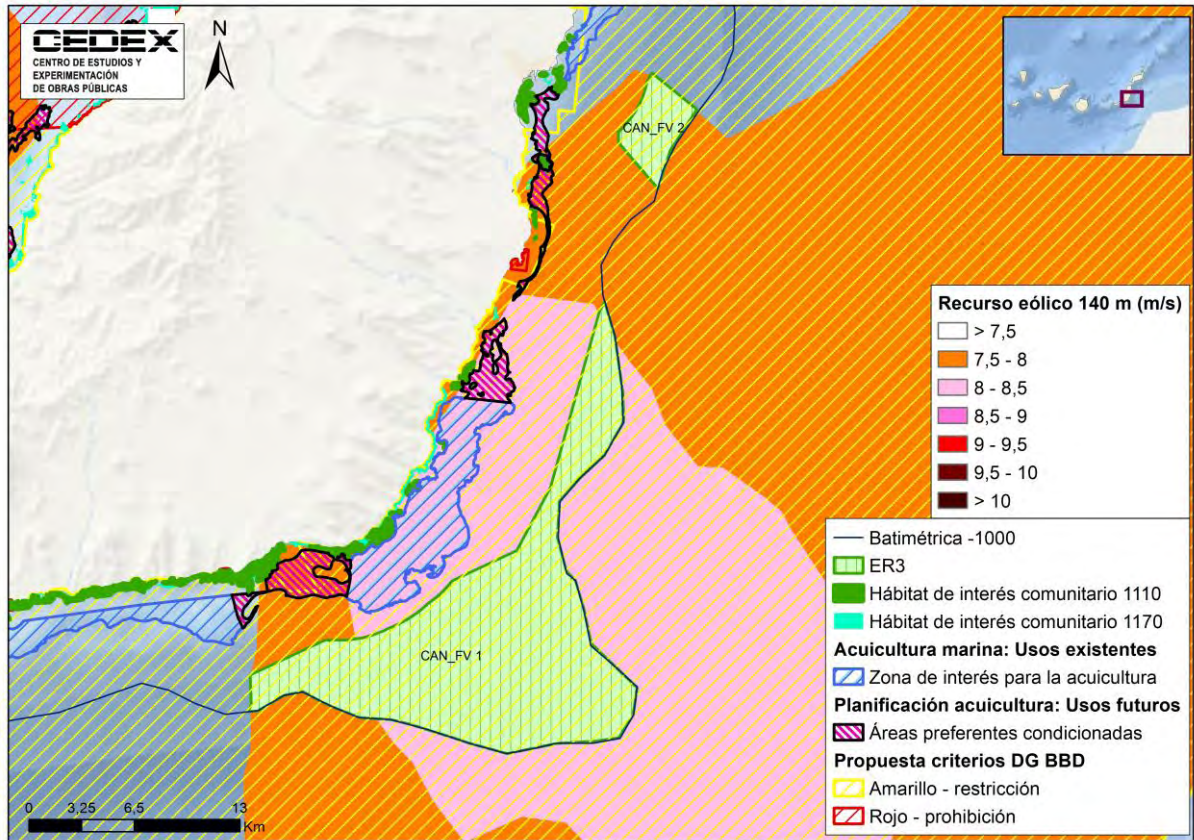 CEDEX
CENTRO DE ESTUDIOS Y
EXPERIMENTACIÓN
DE OBRAS PÚBLICAS
N
CAN_FV 2
CAN_FV 1
Recurso eólico 140 m (m/s)
> 7,5
7,5 - 8
8 - 8,5
8,5 - 9
9 - 9,5
9,5 - 10
> 10
Batimétrica -1000
ER3
Hábitat de interés comunitario 1110
Hábitat de interés comunitario 1170
Acuicultura marina: Usos existentes
Zona de interés para la acuicultura
Planificación acuicultura: Usos futuros
Áreas preferentes condicionadas
Propuesta criterios DG BBD
Amarillo - restricción
Rojo - prohibición
0 3,25 6,5 13
Km